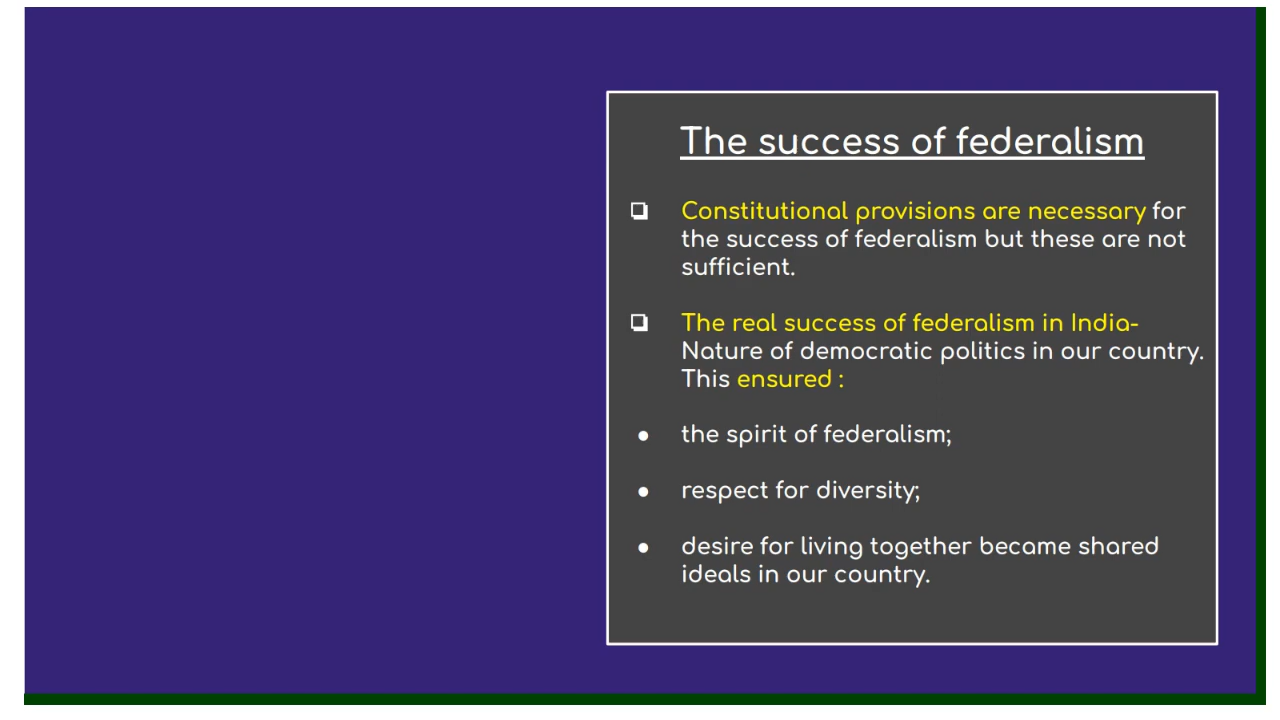 The success of federalism
❏ Constitutional provisions are necessary for
the success of federalism but these are not
sufficient.
❏ The real success of federalism in India-
Nature of democratic politics in our country.
This ensured :
● the spirit of federalism;
● respect for diversity;
● desire for living together became shared
ideals in our country.